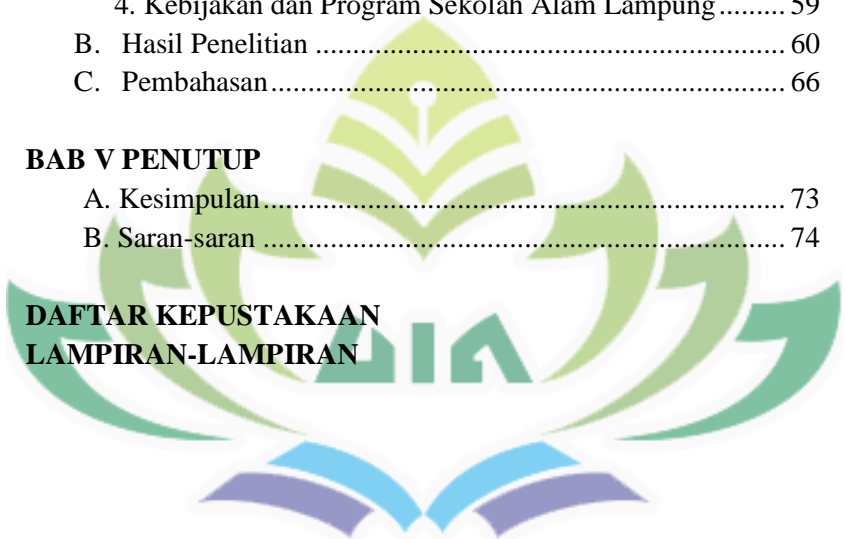 4. Kebijakan dan Program Sekolah Alam Lampung ......... 59
B. Hasil Penelitian ................................................................ 60
C. Pembahasan ...................................................................... 66
BAB V PENUTUP
A. Kesimpulan ....................................................................... 73
B. Saran-saran ....................................................................... 74
DAFTAR KEPUSTAKAAN
LAMPIRAN-LAMPIRAN